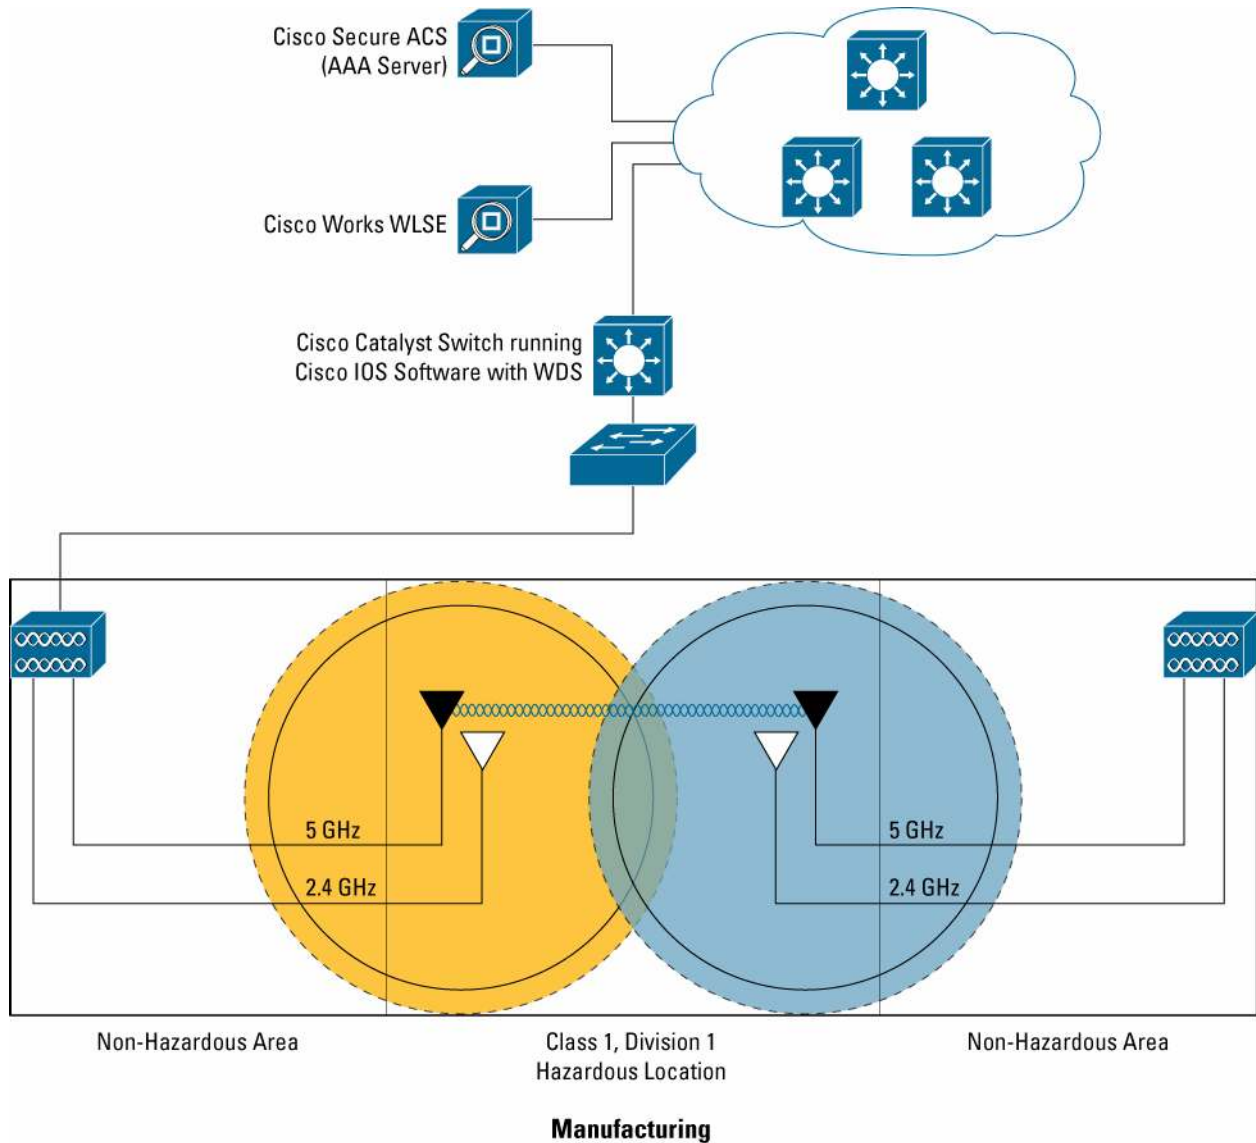 Cisco Secure ACS
(AAA Server)
Cisco Works WLSE
Cisco Catalyst Switch running
Cisco IOS Software with WDS
5 GHz
5 GHz
2.4 GHz
2.4 GHz
Non-Hazardous Area
Class 1, Division 1
Hazardous Location
Non-Hazardous Area
Manufacturing